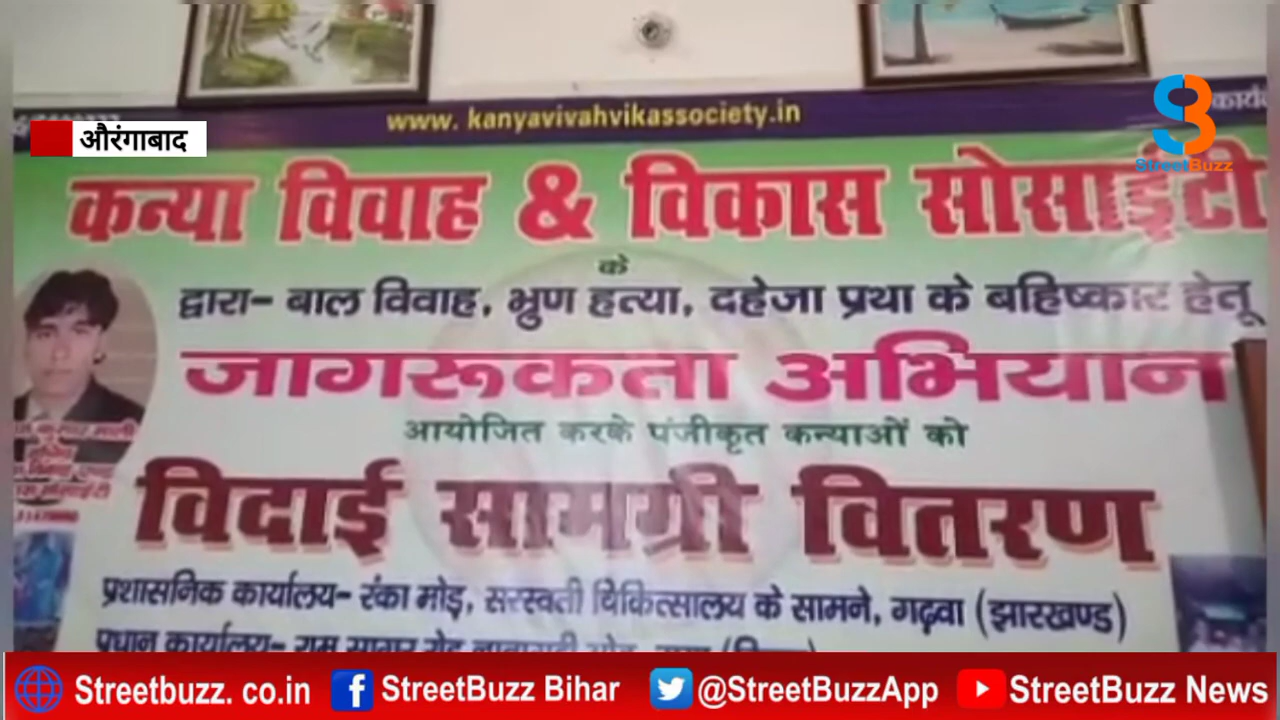 www. kanyavivahvikassociety.in
औरंगाबाद
StreetBuzz
कन्या विवाह & विकास सोसाईटी
के
द्वारा- बाल विवाह, भ्रुण हत्या, दहेजा प्रथा के बहिष्कार हेतू
जागरूकता अभियान
आयोजित करके पंजीकृत कन्याओं को
विदाई सामग्री वितरण
प्रशासनिक कार्यालय- रंका मोड़, सरस्वती चिकित्सालय के सामने, गढ़वा (झारखण्ड)
प्रधान कार्यालय-
Streetbuzz. co.in StreetBuzz Bihar @StreetBuzzApp StreetBuzz News